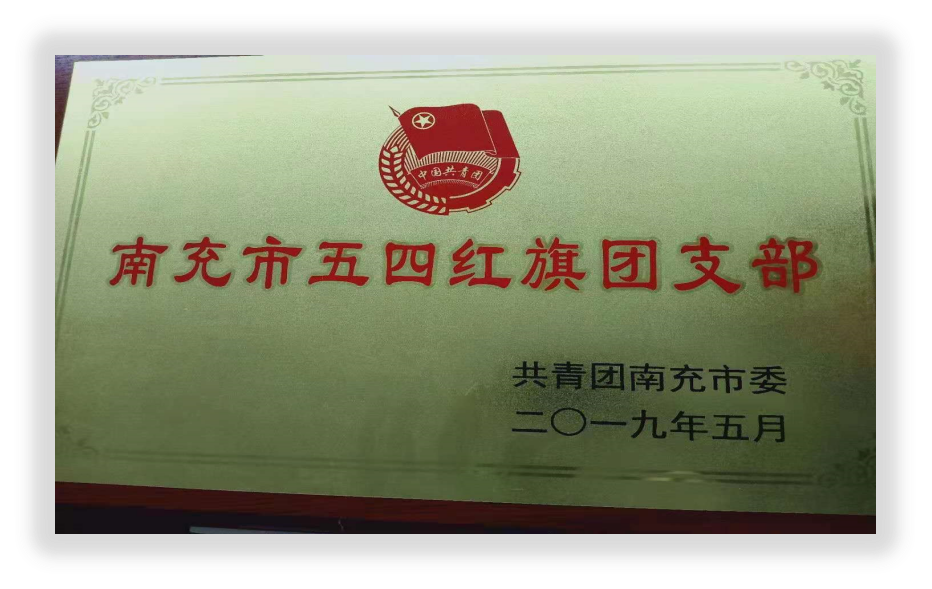 中国共青团
南充市五四红旗团支部
共青团南充市委
二〇一九年五月